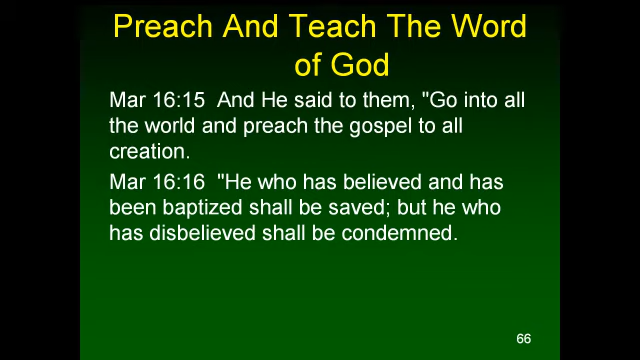 Preach And Teach The Word
of God
Mar 16:15  And He said to them, "Go into all
the world and preach the gospel to all
creation.
Mar 16:16  "He who has believed and has
been baptized shall be saved; but he who
has disbelieved shall be condemned.
66